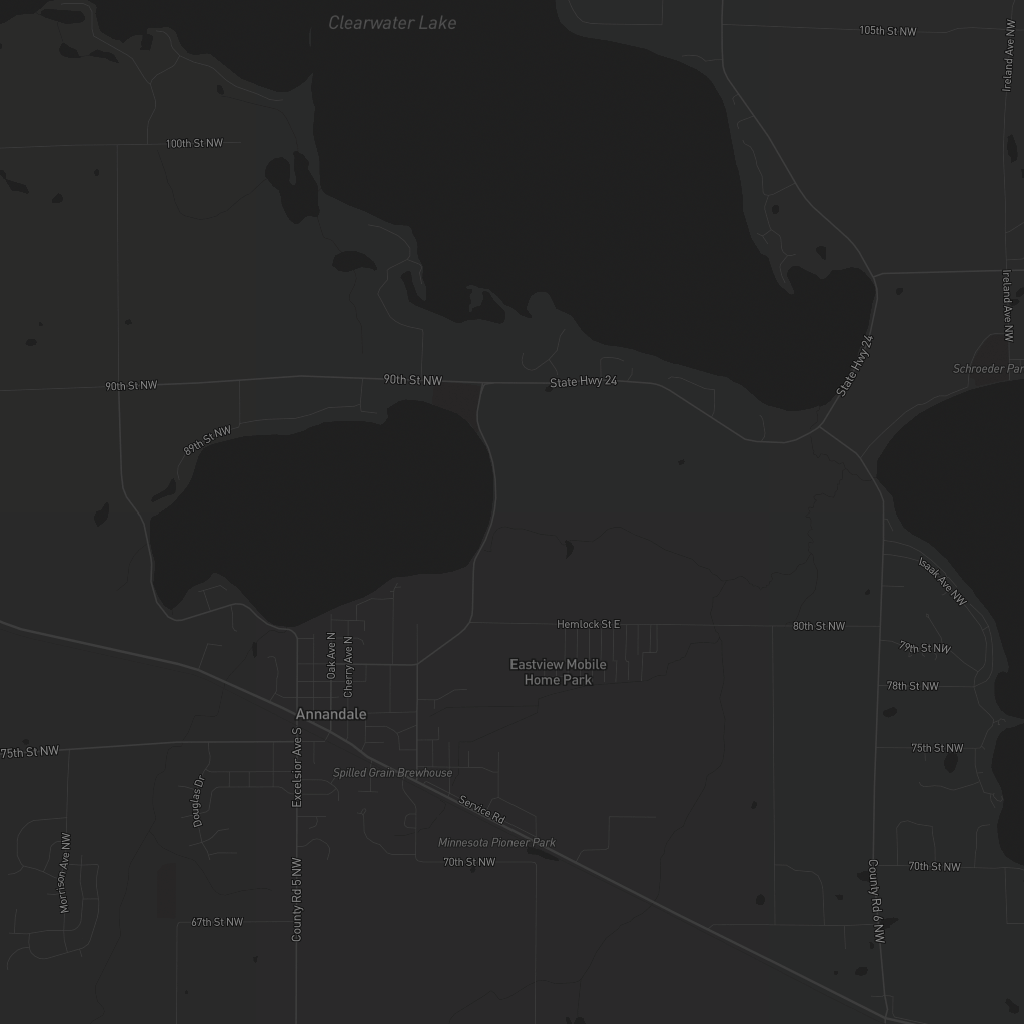 Clearwater Lake
105th St NW
Ireland Ave NW
100th St NW
Ireland Ave NW
State Hwy 24
Schroeder Par
90th St NW
90th St NW
State Hwy 24
89th St NW
Isaak Ave NW
Hemlock St E
80th St NW
Oak Ave N
Cherry Ave N
79th St NW
Eastview Mobile
Home Park
78th St NW
Annandale
75th St NW
75th St NW
Excelsior Ave S
Spilled Grain Brewhouse
Douglas Dr
Service Rd
Minnesota Pioneer Park
70th St NW
70th St NW
Morrison Ave NW
County Rd 5 NW
County Rd 6 NW
67th St NW